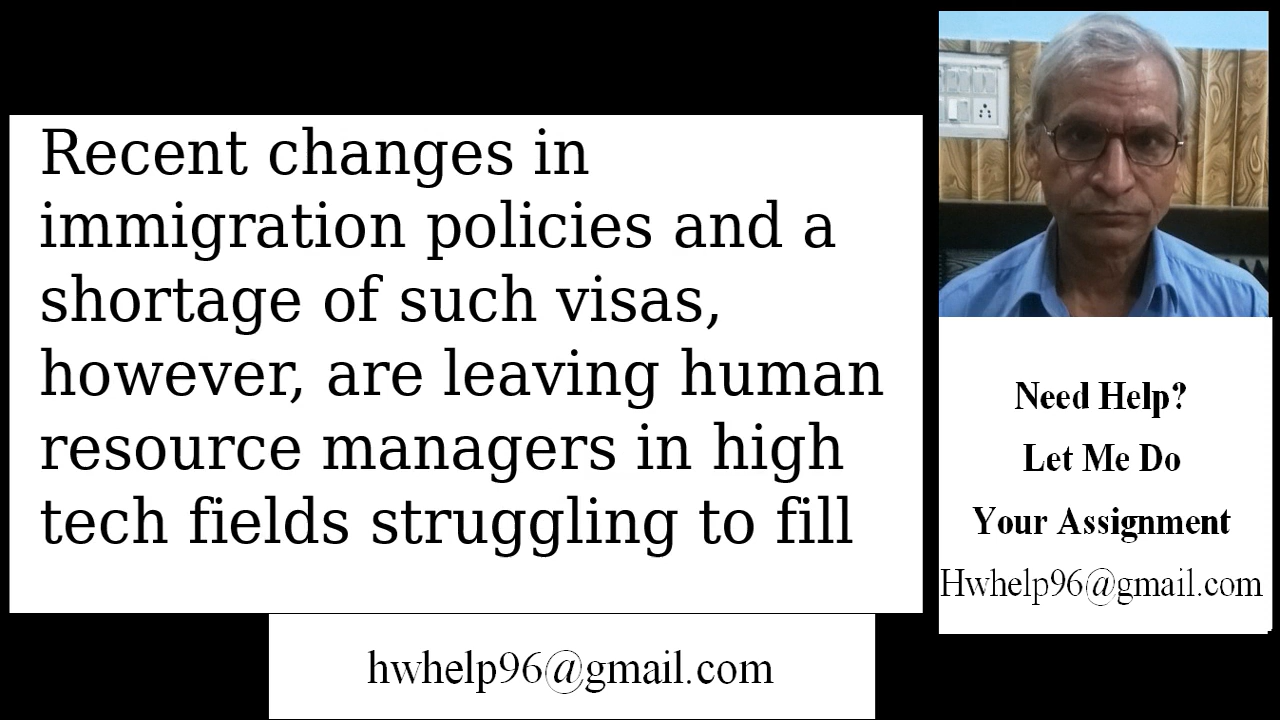 Recent changes in
immigration policies and a
shortage of such visas,
however, are leaving human
resource managers in high
tech fields struggling to fill
Need Help?
Let Me Do
Your Assignment
Hwhelp96@gmail.com
hwhelp96@gmail.com